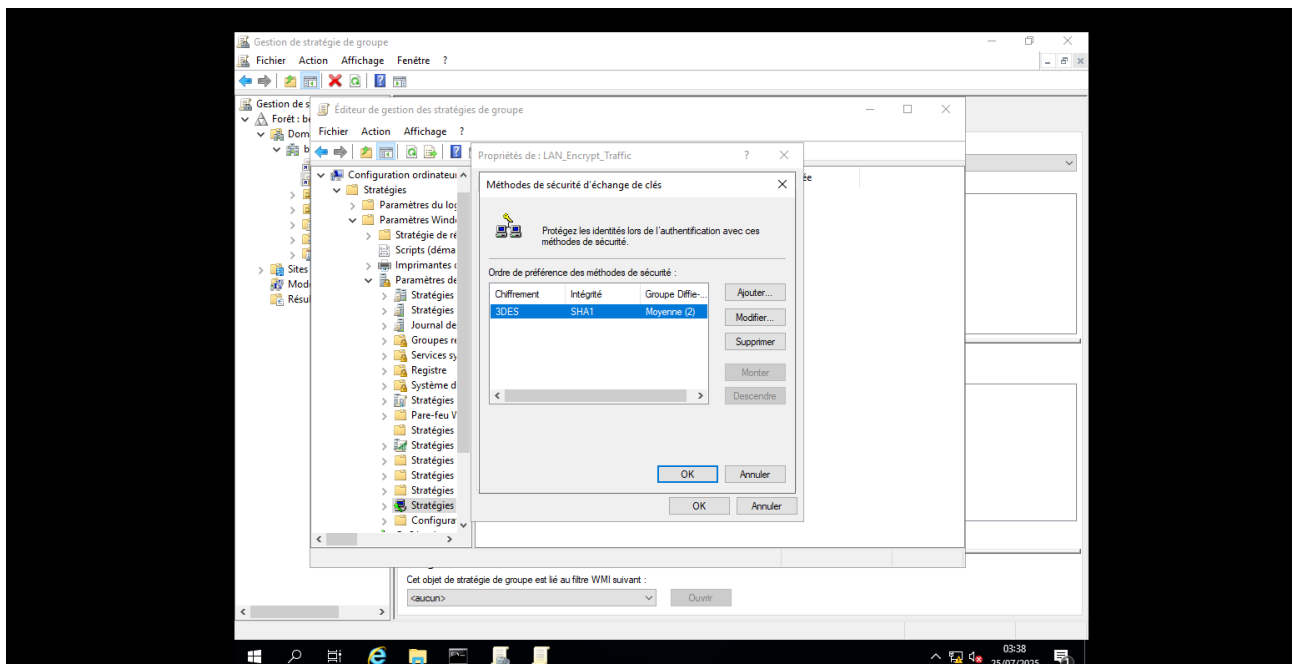 Gestion de stratégie de groupe
Fichier Action Affichage Fenêtre ?
Gestion de s
Forêt : be
Dom
b
Sites
Mod
Résul
Éditeur de gestion des stratégies de groupe
Fichier Action Affichage ?
Configuration ordinateur
Stratégies
Paramètres du log
Paramètres Wind
Stratégie de ré
Scripts (déma
Imprimantes
Paramètres de
Stratégies
Stratégies
Journal de
Groupes re
Services sy
Registre
Système d
Stratégies
Pare-feu W
Stratégies
Stratégies
Stratégies
Stratégies
Stratégies
Stratégies
Configura
Propriétés de : LAN_Encrypt_Traffic ?
ée
Méthodes de sécurité d'échange de clés
Protégez les identités lors de l'authentification avec ces
méthodes de sécurité.
Ordre de préférence des méthodes de sécurité :
Chiffrement Intégrité Groupe Diffie-...
3DES SHA1 Moyenne (2)
Ajouter...
Modifier...
Supprimer
Monter
Descendre
OK Annuler
OK Annuler
Cet objet de stratégie de groupe est lié au filtre WMI suivant :
<aucun> Ouvrir
03:38
25/07/2025